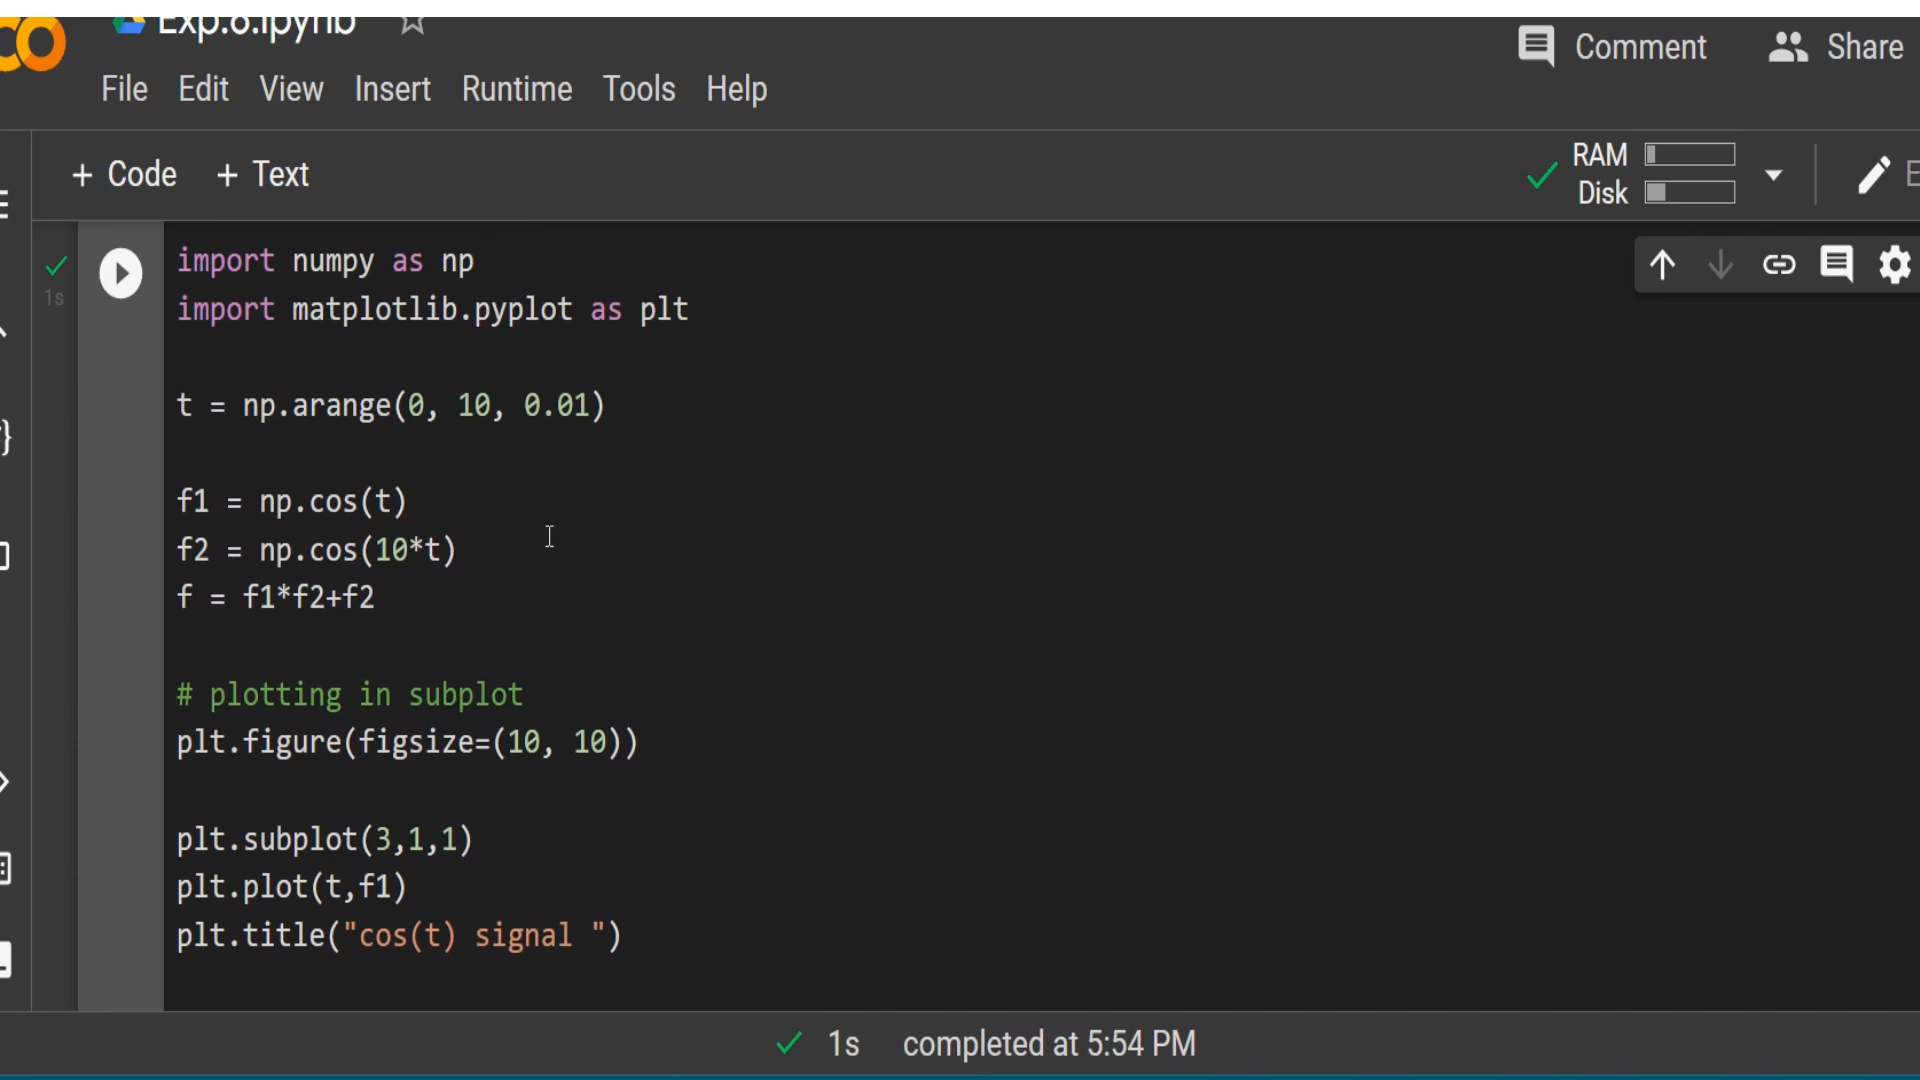 Exp.6.ipynb
Comment Share
File Edit View Insert Runtime Tools Help
+ Code + Text
RAM
Disk
1s
import numpy as np
import matplotlib.pyplot as plt
t = np.arange(0, 10, 0.01)
f1 = np.cos(t)
f2 = np.cos(10*t)
f = f1*f2+f2
# plotting in subplot
plt.figure(figsize=(10, 10))
plt.subplot(3,1,1)
plt.plot(t,f1)
plt.title("cos(t) signal ")
1s completed at 5:54 PM